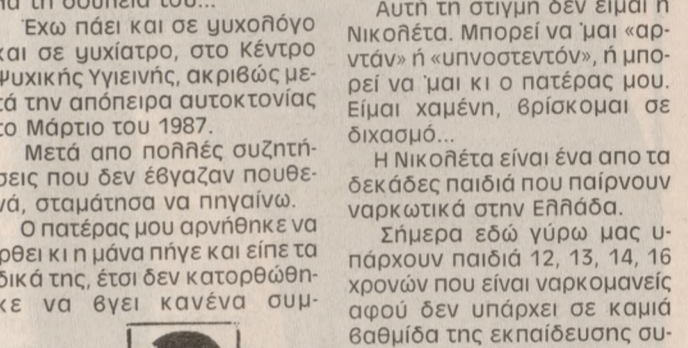 τη δουλειά του...
Έχω πάει και σε ψυχολόγο
και σε ψυχίατρο, στο Κέντρο
Ψυχικής Υγιεινής, ακριβώς με-
τά την απόπειρα αυτοκτονίας
το Μάρτιο του 1987.
Μετά απο πολλές συζητή-
σεις που δεν έβγαζαν πουθε-
νά, σταμάτησα να πηγαίνω.
Ο πατέρας μου αρνήθηκε να
ρθει κι η μάνα πήγε και είπε τα
δικά της, έτσι δεν κατορθώθη-
κε να βγει κανένα συμ-
Αυτή τη στιγμή δεν είμαι η
Νικολέτα. Μπορεί να 'μαι «αρ-
ντάν» ή «υπνοστεντόν», ή μπο-
ρεί να 'μαι κι ο πατέρας μου.
Είμαι χαμένη, βρίσκομαι σε
διχασμό...
Η Νικολέτα είναι ένα απο τα
δεκάδες παιδιά που παίρνουν
ναρκωτικά στην Ελλάδα.
Σήμερα εδώ γύρω μας υ-
πάρχουν παιδιά 12, 13, 14, 16
χρονών που είναι ναρκομανείς
αφού δεν υπάρχει σε καμιά
βαθμίδα της εκπαίδευσης συ-